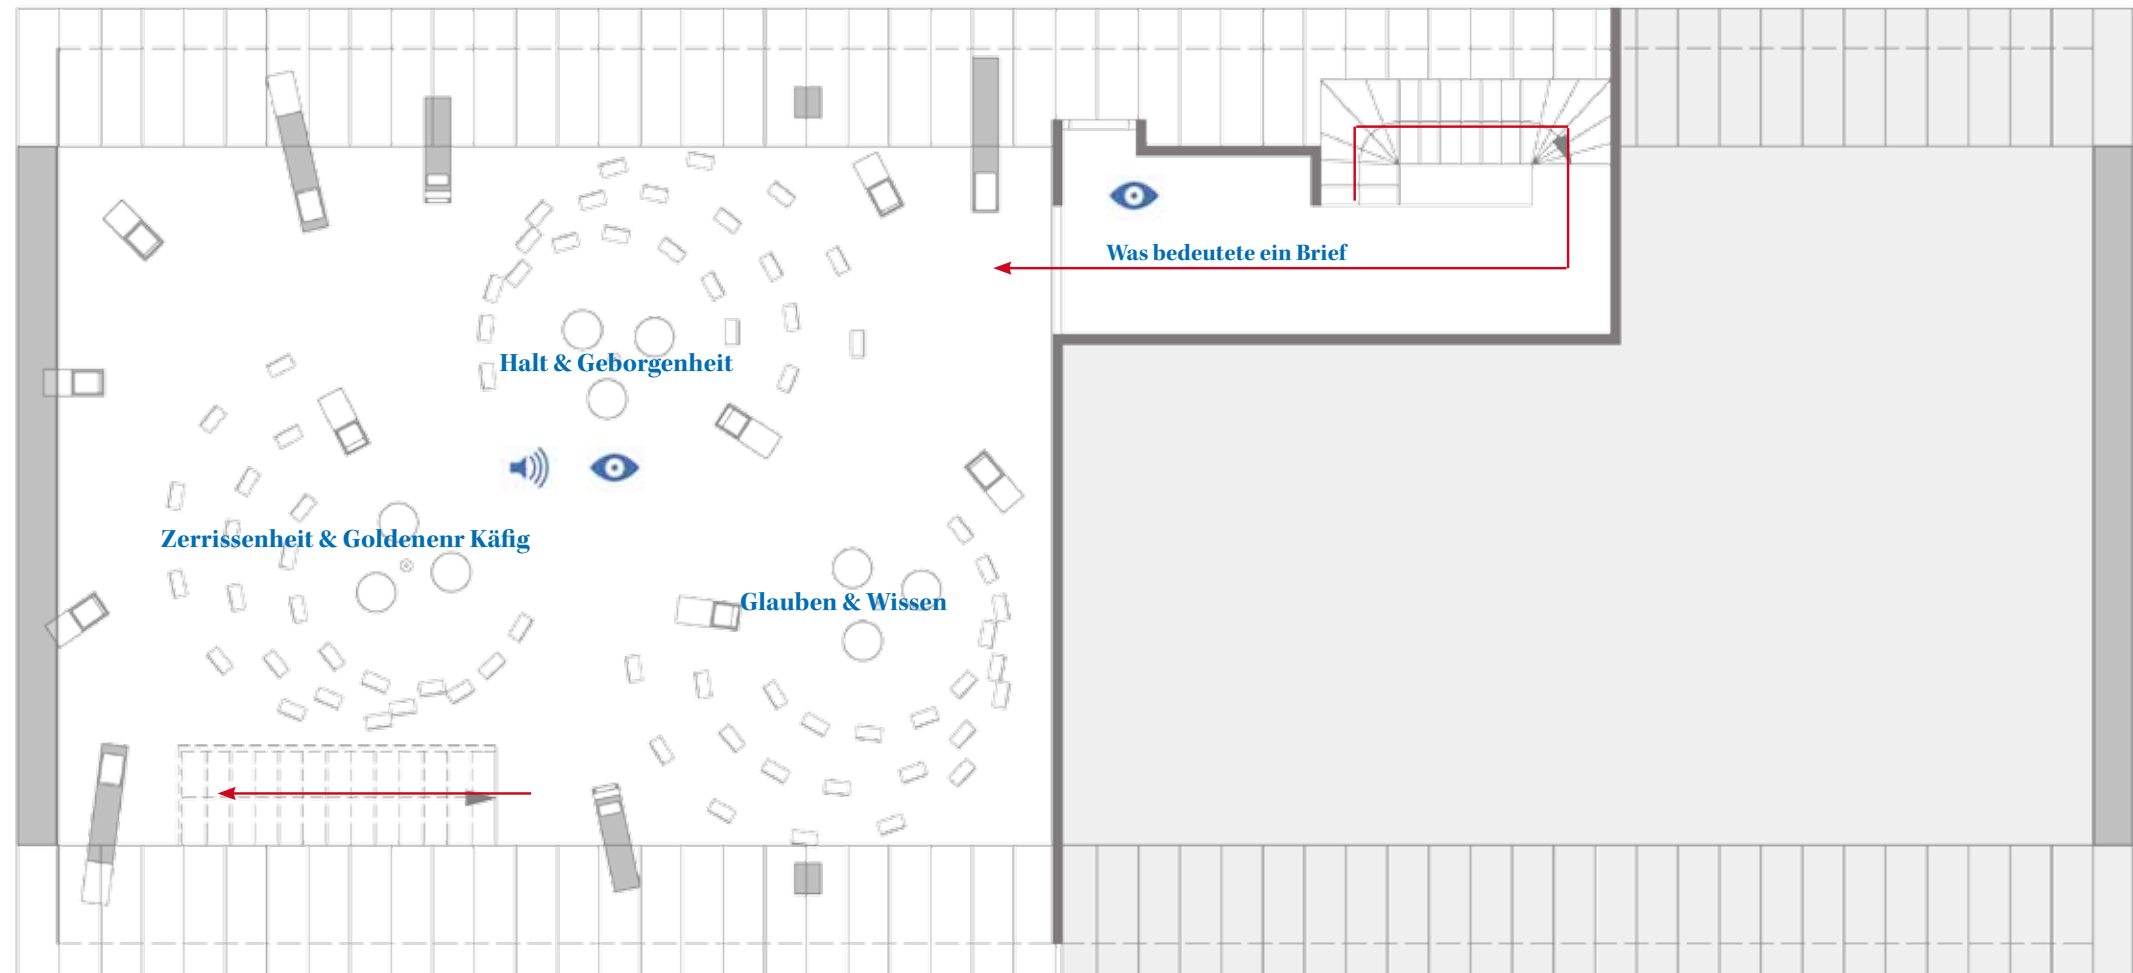 Was bedeutete ein Brief
Halt & Geborgenheit
Zerrissenheit & Goldenenr Käfig
Glauben & Wissen